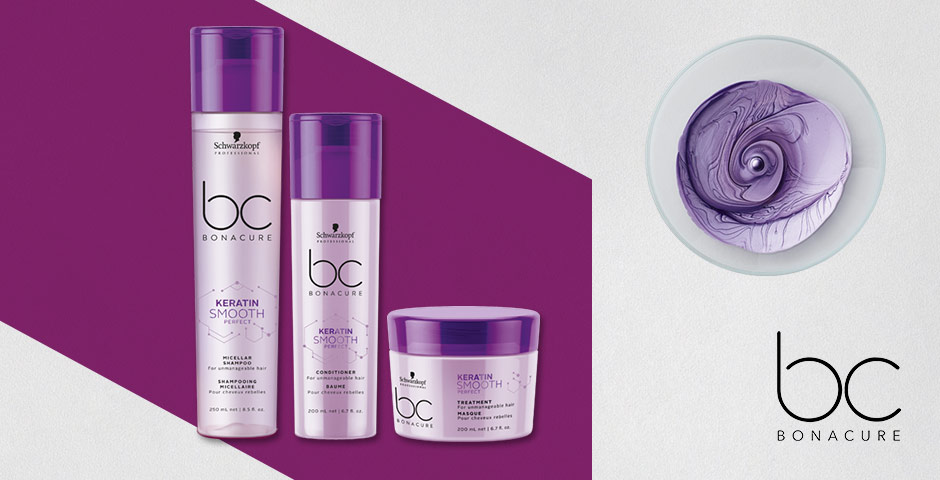 Schwarzkopf
PROFESSIONAL
bc
BONACURE
KERATIN
SMOOTH
PERFECT
MICELLAR
SHAMPOO
For unmanageable hair
SHAMPOOING
MICELLAIRE
Pour cheveux rebelles
250 mL net | 8.5 fl. oz.
Schwarzkopf
PROFESSIONAL
bc
BONACURE
KERATIN
SMOOTH
PERFECT
CONDITIONER
For unmanageable hair
BAUME
Pour cheveux rebelles
200 mL net | 6.7 fl.
Schwarzkopf
PROFESSIONAL
bc
BONACURE
KERATIN
SMOOTH
PERFECT
TREATMENT
For unmanageable hair
MASQUE
Pour cheveux rebelles
200 mL net | 6.7 fl.
bc
BONACURE